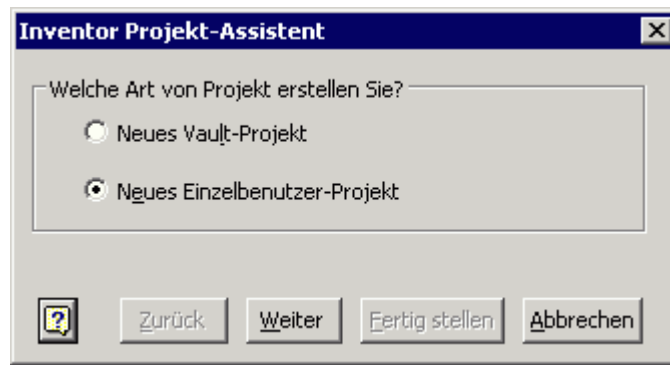 Inventor Projekt-Assistent
Welche Art von Projekt erstellen Sie?
Neues Vault-Projekt
Neues Einzelbenutzer-Projekt
Zurück Weiter Fertig stellen Abbrechen